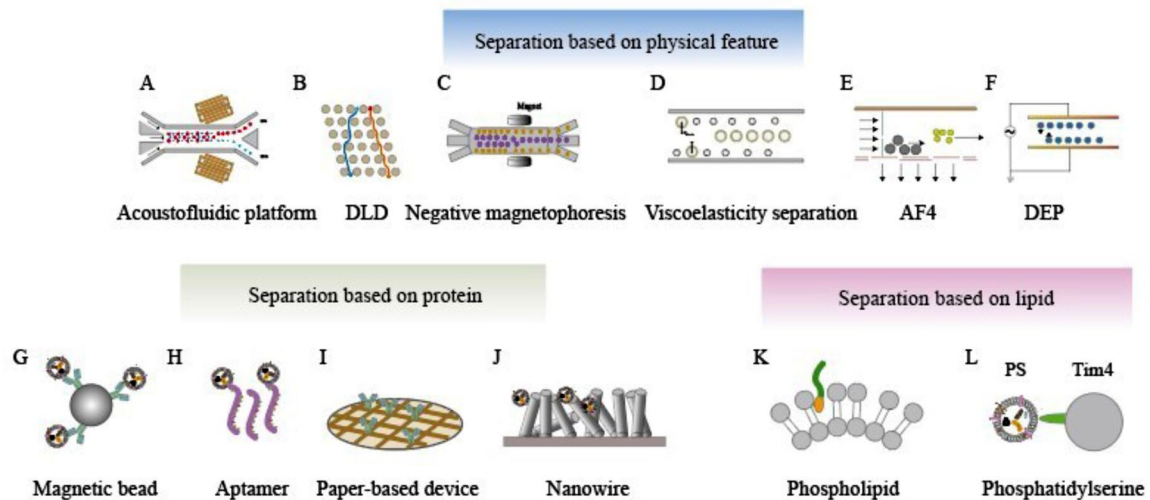 Separation based on physical feature
A B C D E F
Magnet
Acoustofluidic platform DLD Negative magnetophoresis Viscoelasticity separation AF4 DEP
Separation based on protein Separation based on lipid
G H I J K L
PS Tim4
Magnetic bead Aptamer Paper-based device Nanowire Phospholipid Phosphatidylserine